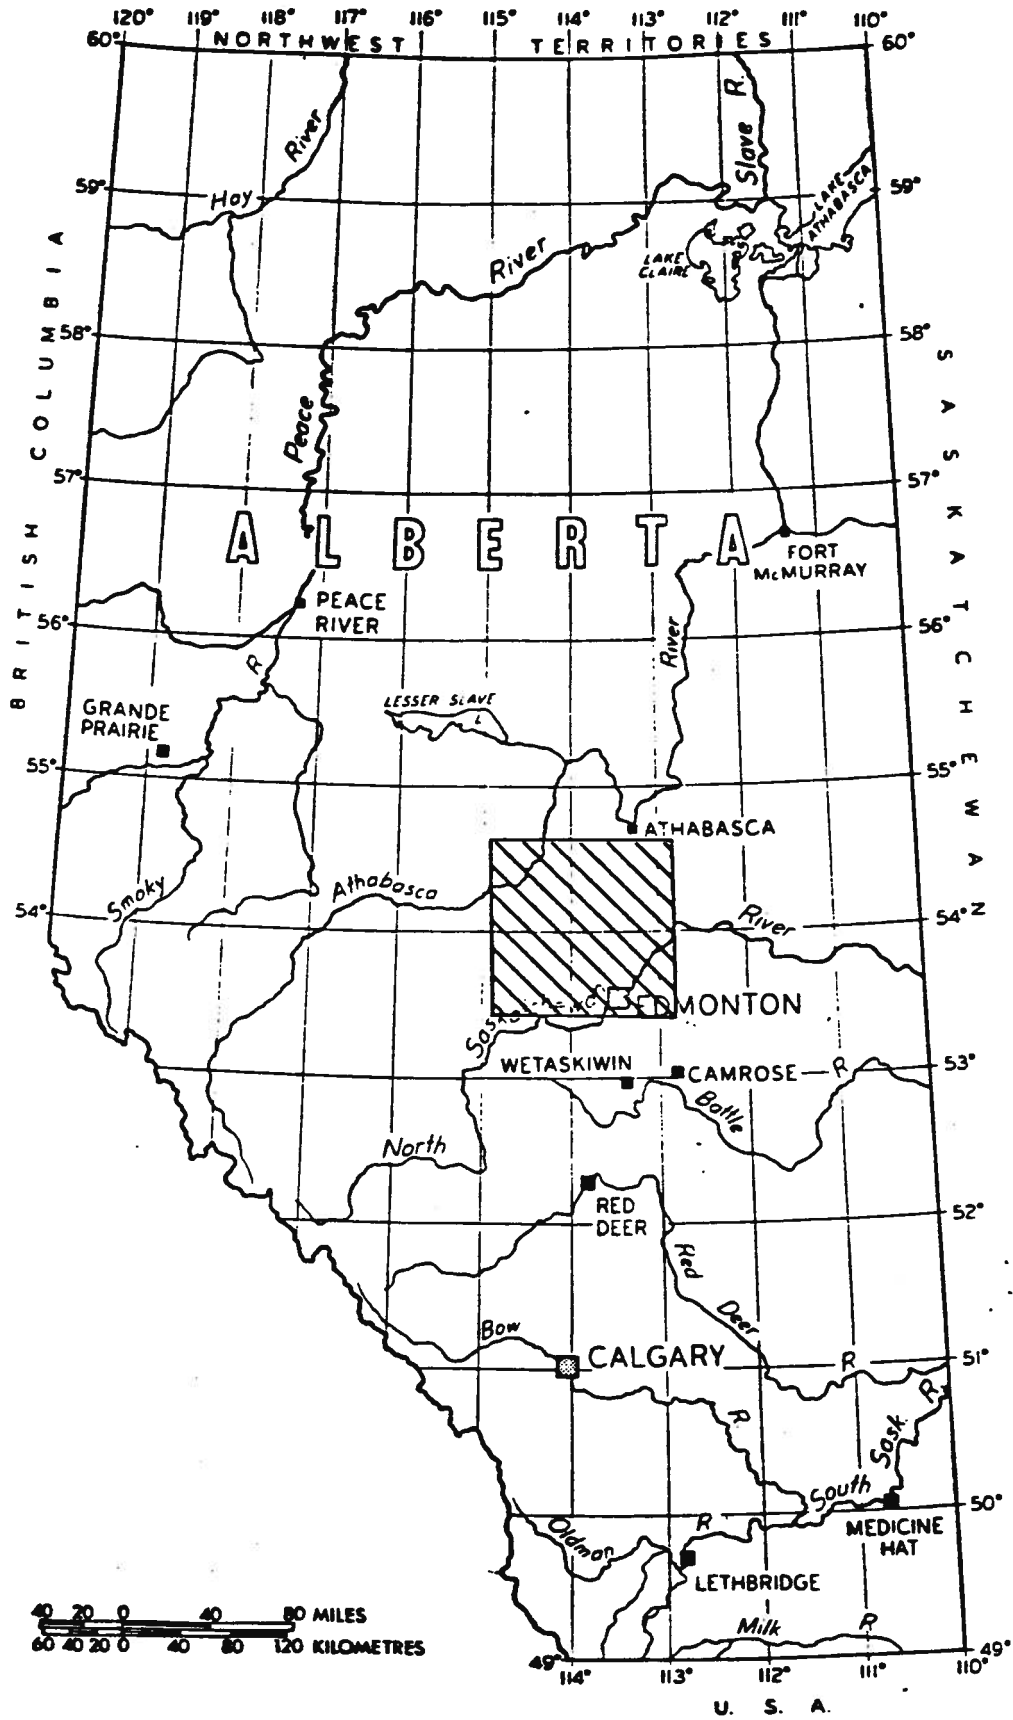 120° 119° 118° 117° 116° 115° 114° 113° 112° 111° 110°
60° NORTHWEST TERRITORIES 60°
River
Slave R.
59° 59°
Hay
LAKE
ATHABASCA
River
LAKE
CLAIRE
BRITISH COLUMBIA
58° 58°
SASKATCHEWAN
Peace
57° 57°
ALBERTA
FORT
McMURRAY
PEACE
RIVER
56° 56°
River
R
LESSER SLAVE
L
GRANDE
PRAIRIE
55° 55°
ATHABASCA
Smoky
Athabasca
54° 54°
River
EDMONTON
WETASKIWIN
53°
CAMROSE
R
Battle
North
RED
DEER
52°
Red
Deer
Bow
CALGARY
51°
R
R
R
Sask.
South
50°
MEDICINE
HAT
R
Oldman
LETHBRIDGE
40 20 0 40 80 MILES
60 40 20 0 40 80 120 KILOMETRES
Milk R
49° 49°
114° 113° 112° 111° 110°
U. S. A.